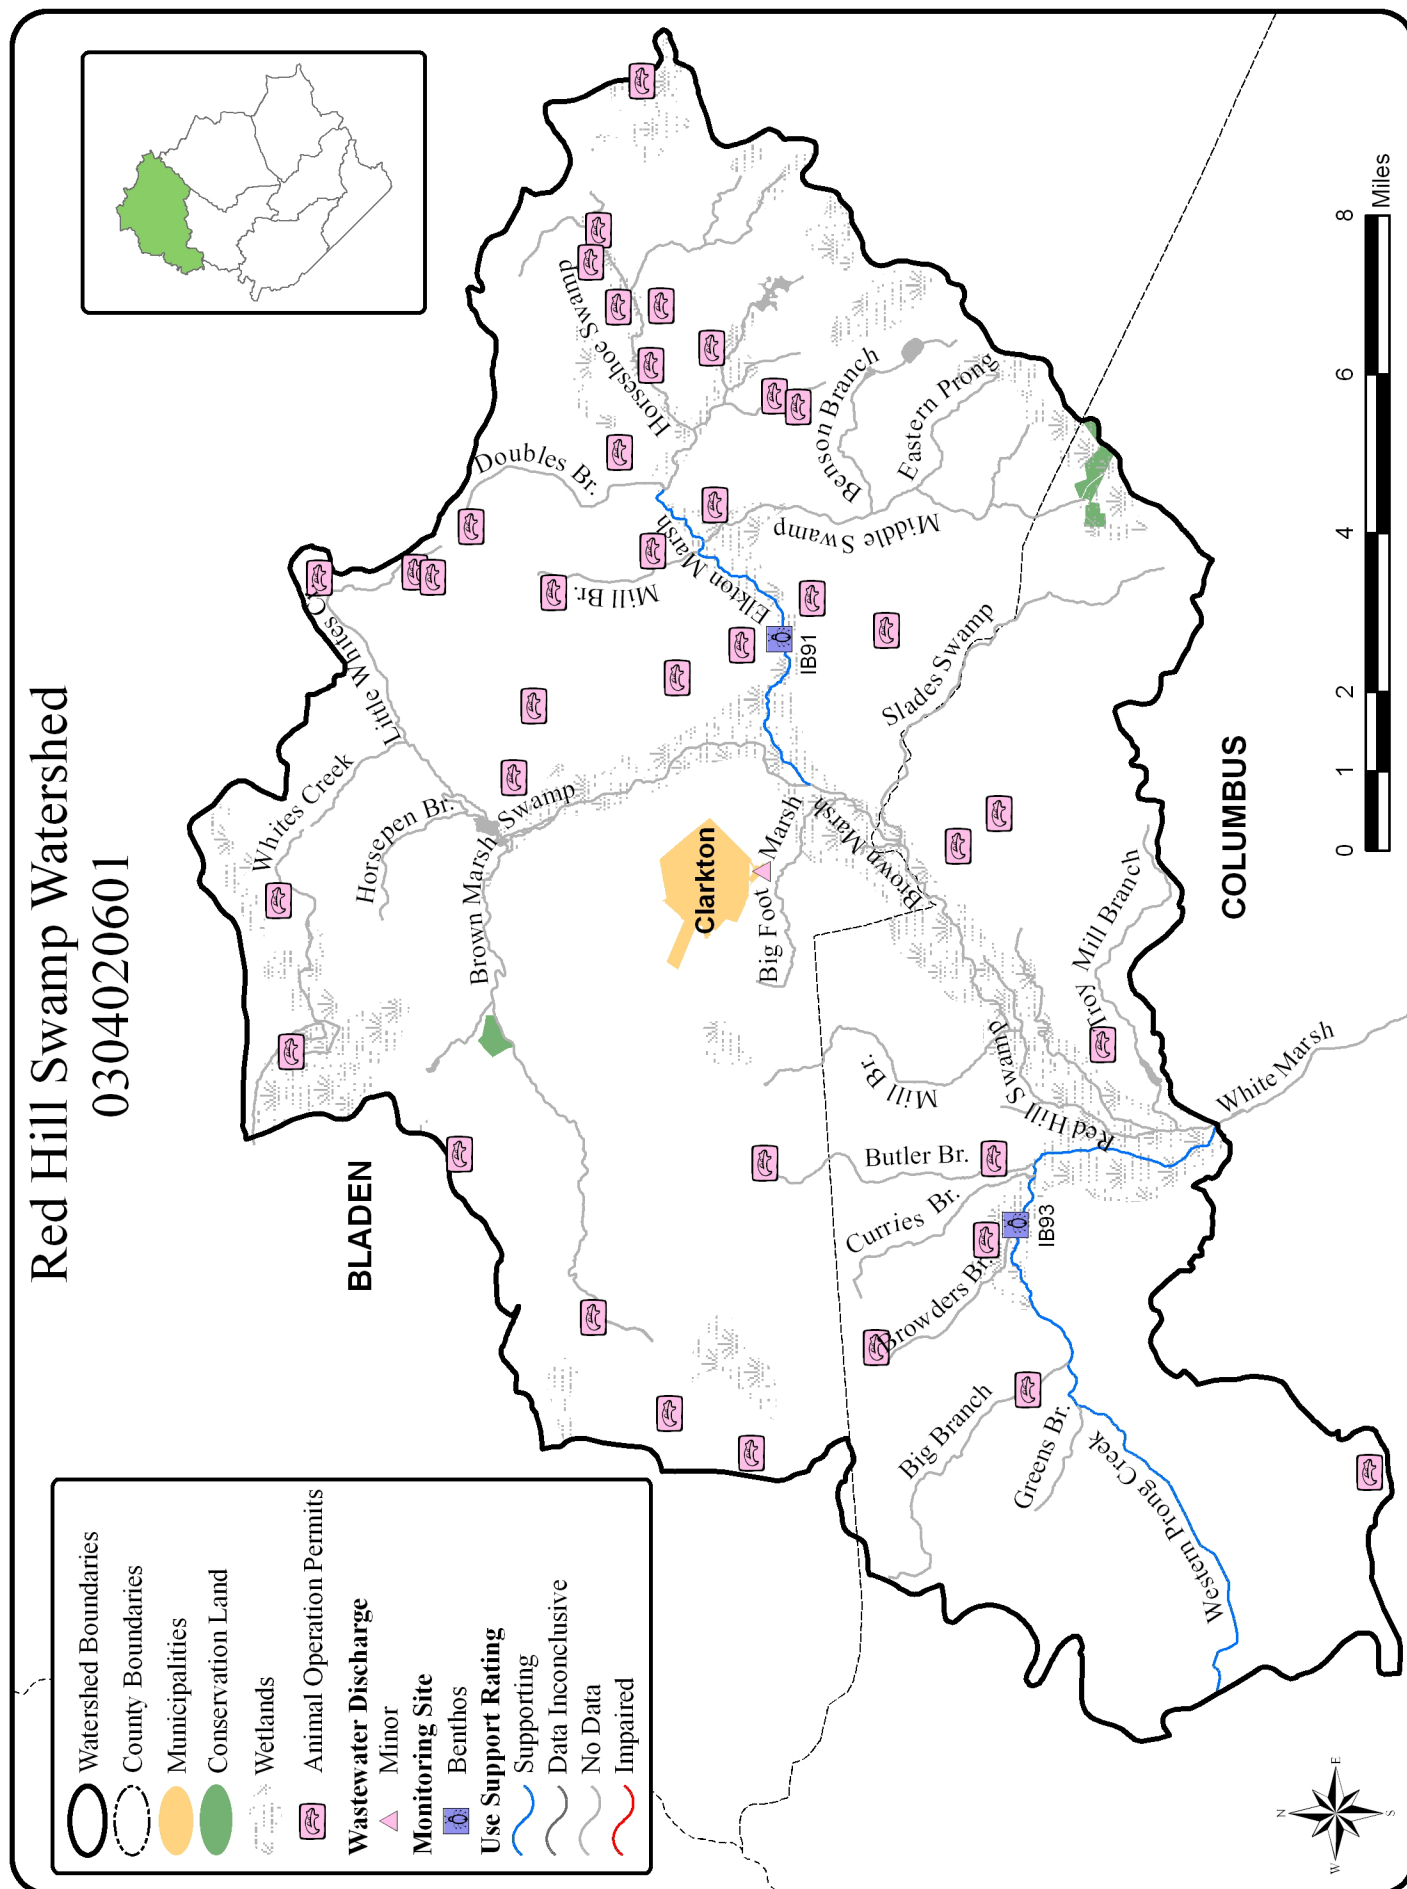 Red Hill Swamp Watershed
030402060​1
BLADEN
COLUMBUS
Clarkton
Whites Creek
Little Whites Cr.
Horsepen Br.
Brown Marsh Swamp
Doubles Br.
Horseshoe Swamp
Mill Br.
Elkton Marsh
IB91
Benson Branch
Eastern Prong
Middle Swamp
Slades Swamp
Big Foot Marsh
Brown Marsh
Mill Br.
Red Hill Swamp
Troy Mill Branch
White Marsh
Butler Br.
Curries Br.
Browders Br.
IB93
Big Branch
Greens Br.
Western Prong Creek
Watershed Boundaries
County Boundaries
Municipalities
Conservation Land
Wetlands
Animal Operation Permits
Wastewater Discharge
Minor
Monitoring Site
Benthos
Use Support Rating
Supporting
Data Inconclusive
No Data
Impaired
N
W E
S
0 1 2 4 6 8
Miles